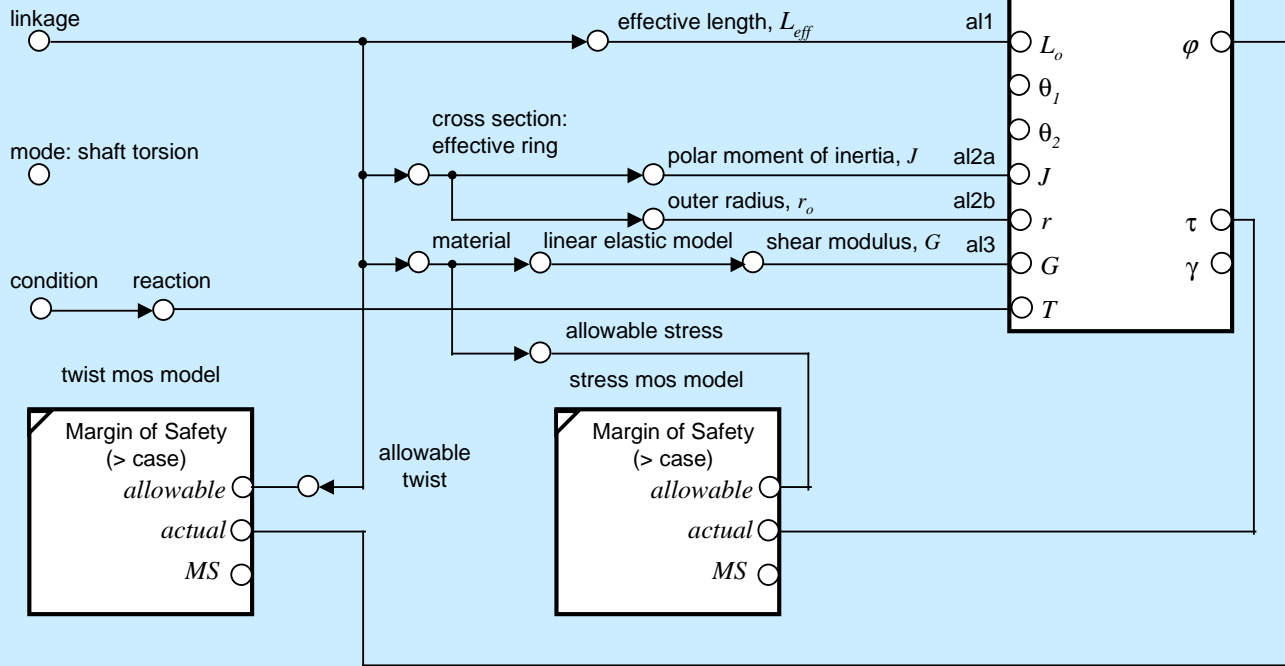 linkage
effective length, L_eff
al1
L_o
φ
θ_1
θ_2
cross section:
effective ring
mode: shaft torsion
polar moment of inertia, J
al2a
J
outer radius, r_o
al2b
r
τ
material
linear elastic model
shear modulus, G
al3
G
γ
condition
reaction
T
allowable stress
twist mos model
stress mos model
Margin of Safety
(> case)
allowable
actual
MS
allowable
twist
Margin of Safety
(> case)
allowable
actual
MS